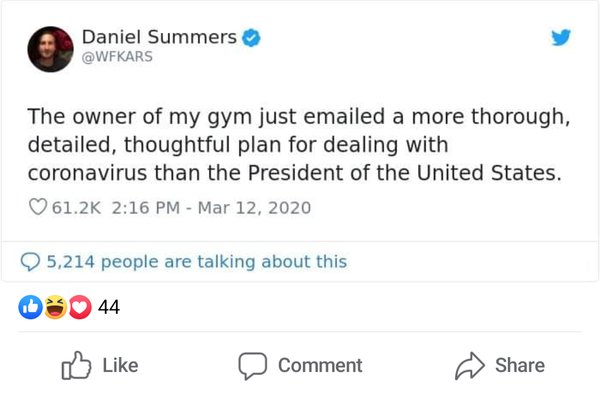 Daniel Summers
@WFKARS
The owner of my gym just emailed a more thorough,
detailed, thoughtful plan for dealing with
coronavirus than the President of the United States.
61.2K 2:16 PM - Mar 12, 2020
5,214 people are talking about this
44
Like Comment Share